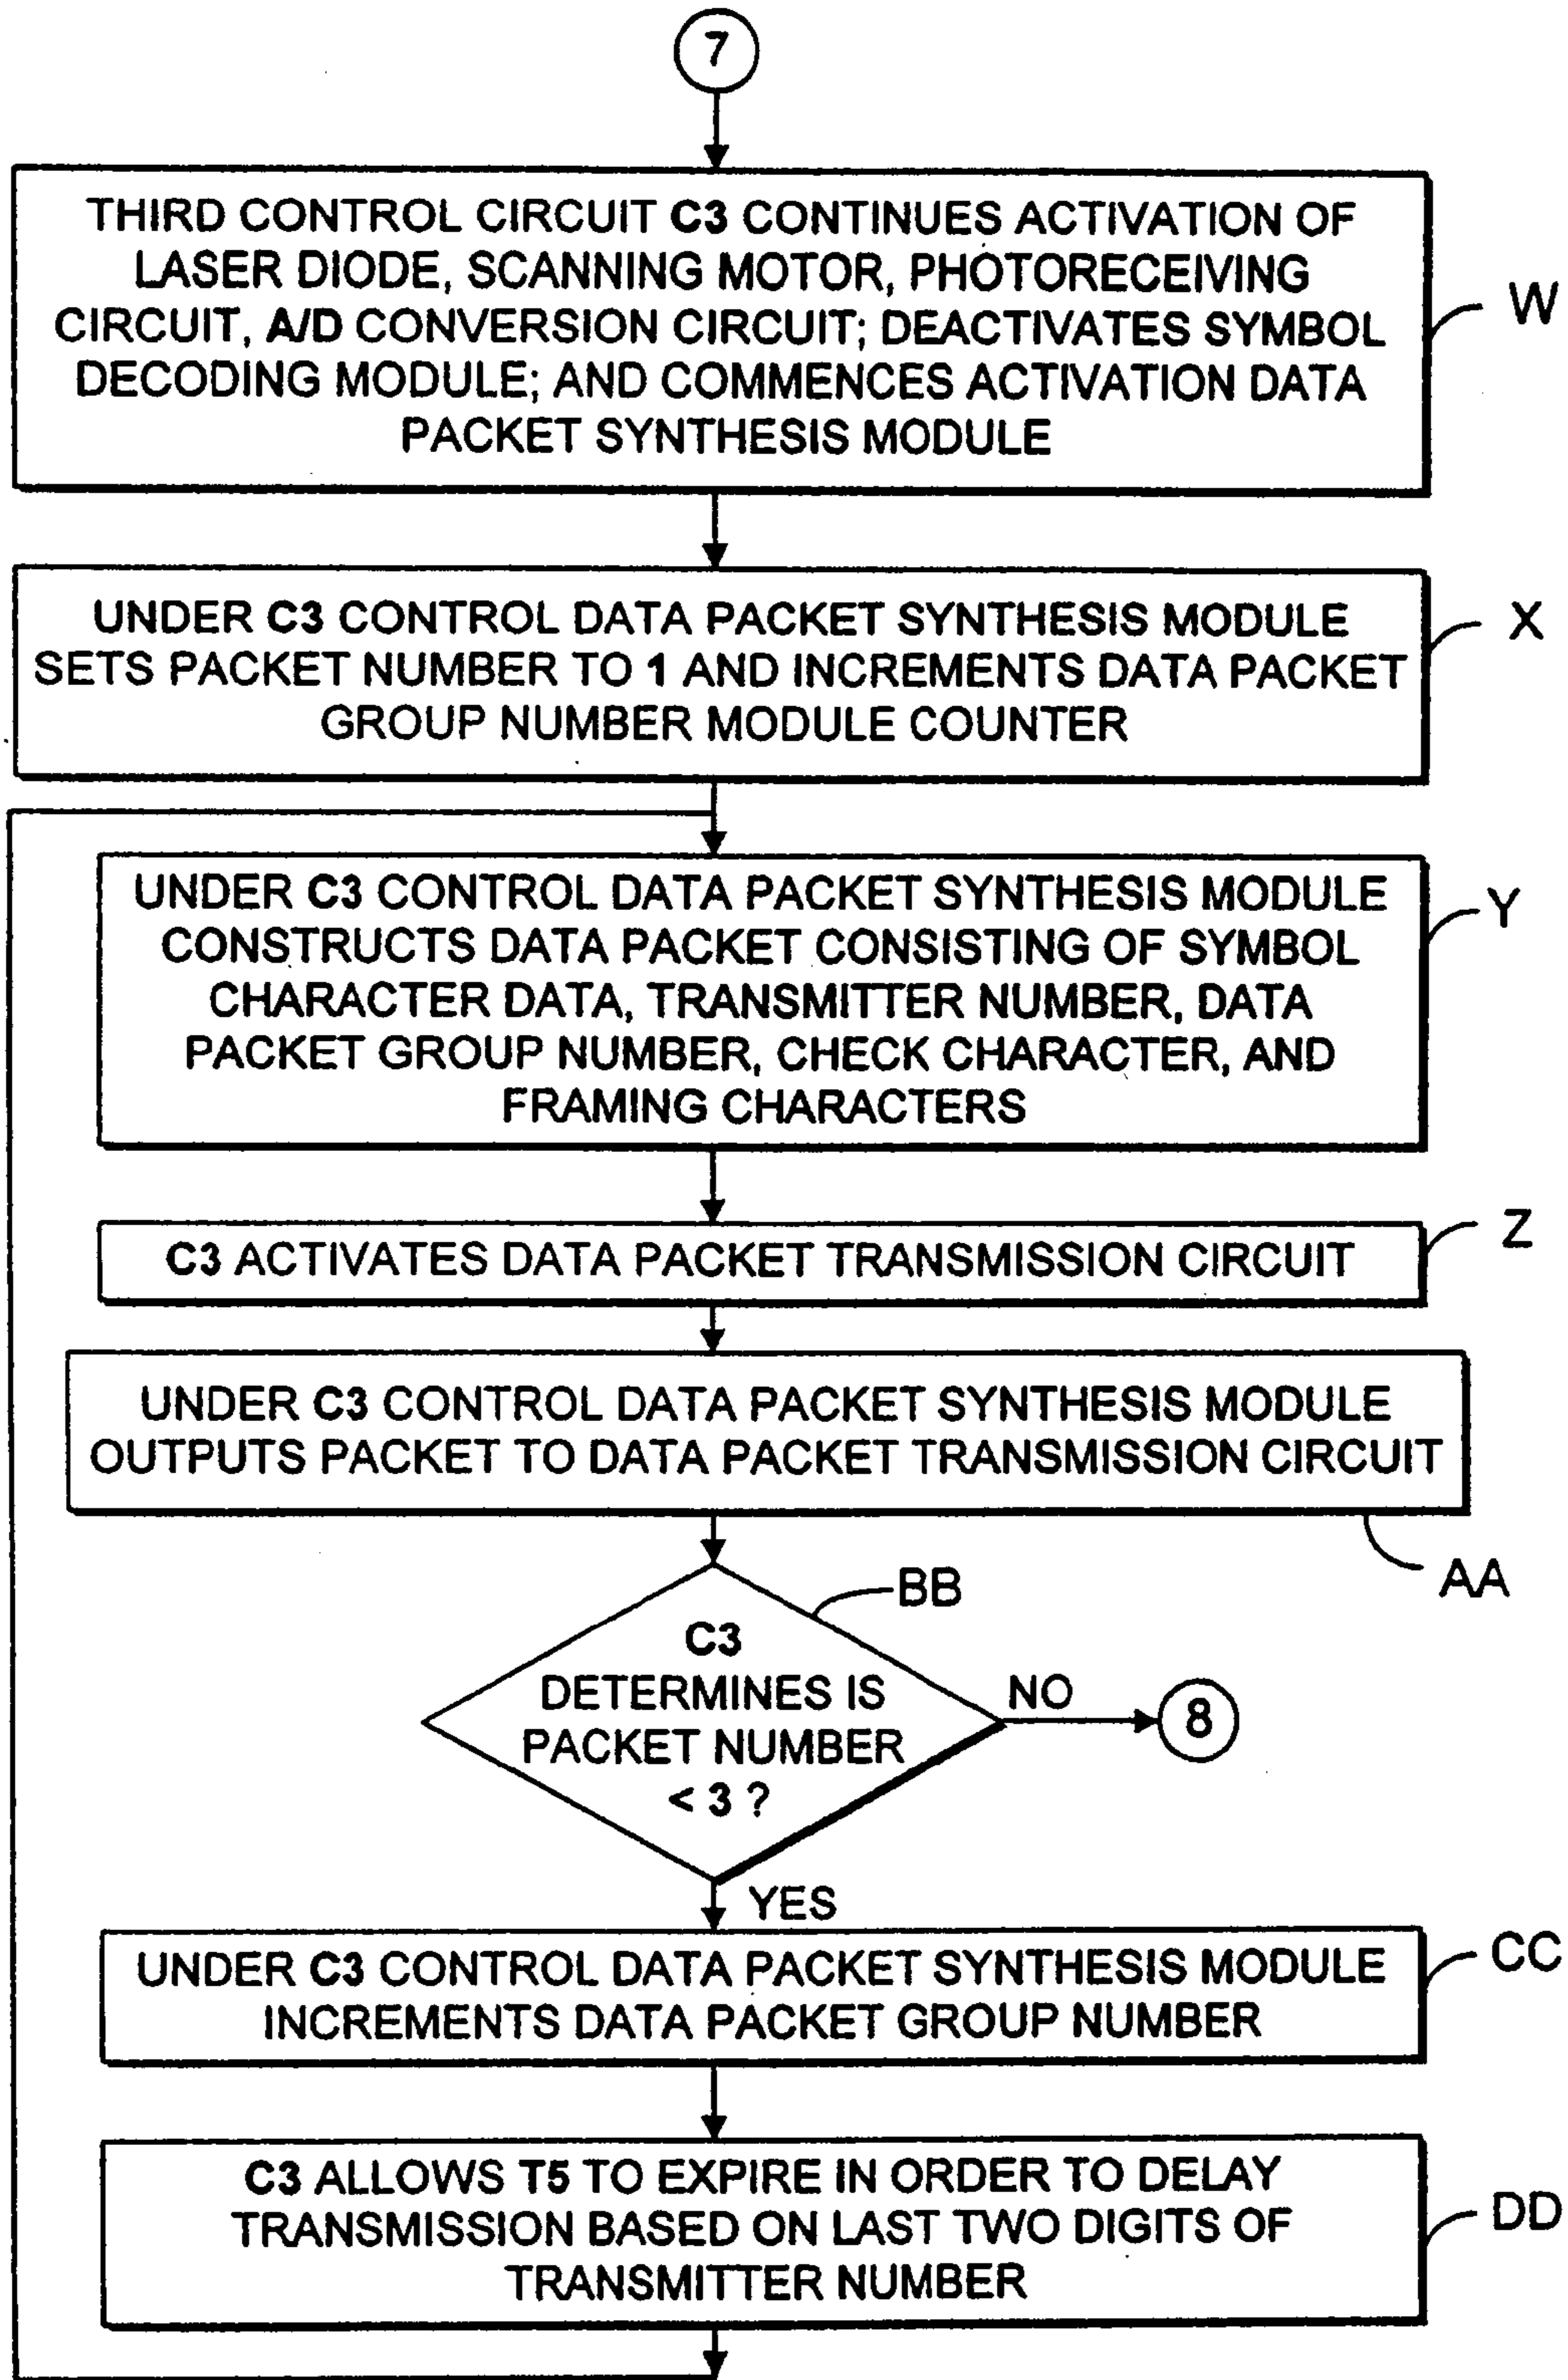 7
THIRD CONTROL CIRCUIT C3 CONTINUES ACTIVATION OF
LASER DIODE, SCANNING MOTOR, PHOTORECEIVING
CIRCUIT, A/D CONVERSION CIRCUIT; DEACTIVATES SYMBOL
DECODING MODULE; AND COMMENCES ACTIVATION DATA
PACKET SYNTHESIS MODULE
W
UNDER C3 CONTROL DATA PACKET SYNTHESIS MODULE
SETS PACKET NUMBER TO 1 AND INCREMENTS DATA PACKET
GROUP NUMBER MODULE COUNTER
X
UNDER C3 CONTROL DATA PACKET SYNTHESIS MODULE
CONSTRUCTS DATA PACKET CONSISTING OF SYMBOL
CHARACTER DATA, TRANSMITTER NUMBER, DATA
PACKET GROUP NUMBER, CHECK CHARACTER, AND
FRAMING CHARACTERS
Y
C3 ACTIVATES DATA PACKET TRANSMISSION CIRCUIT
Z
UNDER C3 CONTROL DATA PACKET SYNTHESIS MODULE
OUTPUTS PACKET TO DATA PACKET TRANSMISSION CIRCUIT
AA
BB
C3
DETERMINES IS
PACKET NUMBER
< 3 ?
NO
8
YES
UNDER C3 CONTROL DATA PACKET SYNTHESIS MODULE
INCREMENTS DATA PACKET GROUP NUMBER
CC
C3 ALLOWS T5 TO EXPIRE IN ORDER TO DELAY
TRANSMISSION BASED ON LAST TWO DIGITS OF
TRANSMITTER NUMBER
DD